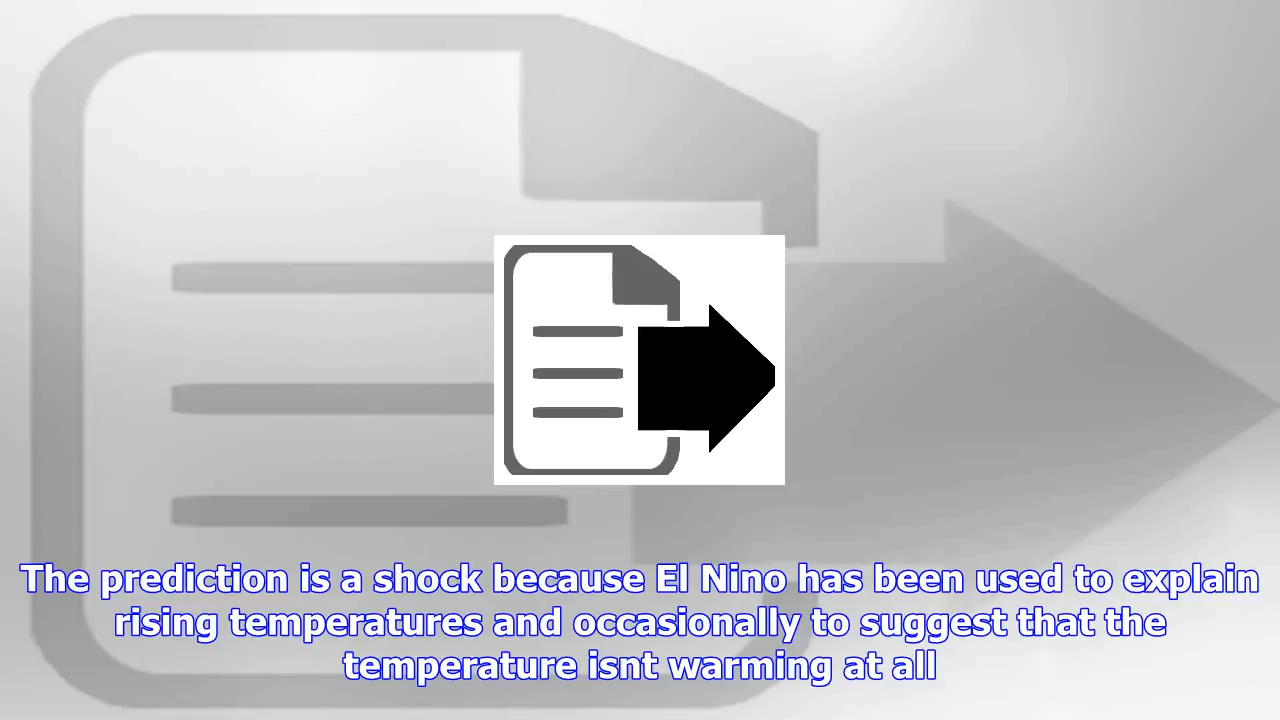 The prediction is a shock because El Nino has been used to explain
rising temperatures and occasionally to suggest that the
temperature isnt warming at all